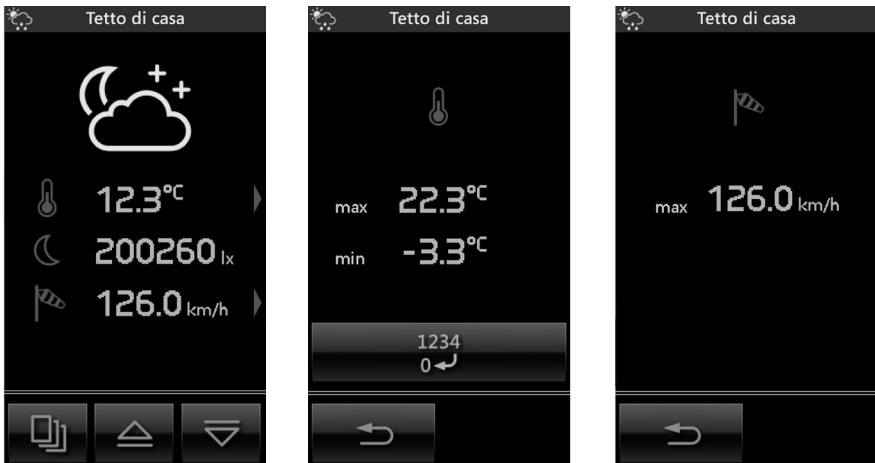 Tetto di casa
12.3°C
200260 lx
126.0 km/h
Tetto di casa
max 22.3°C
min -3.3°C
1234
0
Tetto di casa
max 126.0 km/h